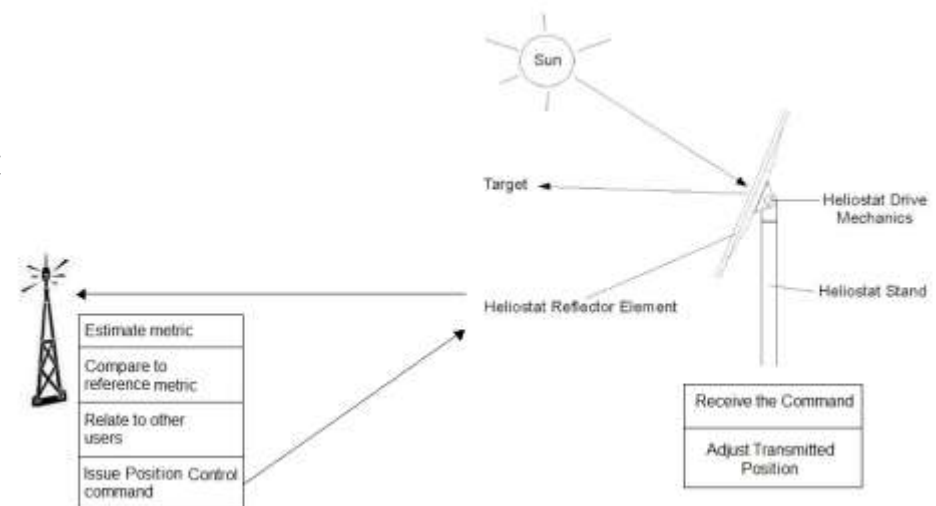 Sun
Target
Heliostat Drive
Mechanics
Heliostat Stand
Heliostat Reflector Element
Estimate metric
Compare to
reference metric
Relate to other
users
Issue Position Control
command
Receive the Command
Adjust Transmitted
Position